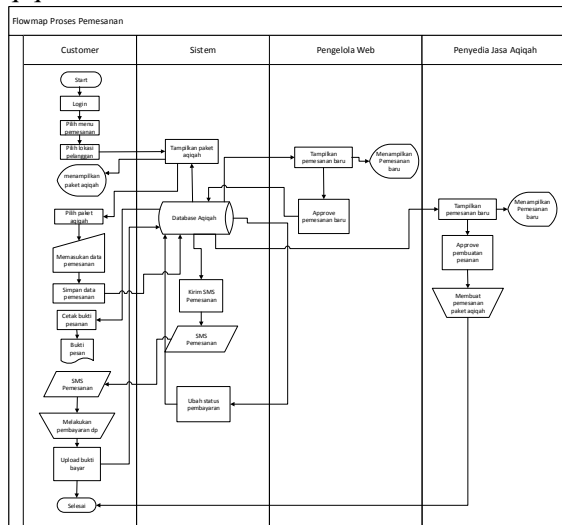 Flowmap Proses Pemesanan
Customer
Sistem
Pengelola Web
Penyedia Jasa Aqiqah
Start
Login
Pilih menu
pemesanan
Pilih lokasi
pelanggan
menampilkan
paket aqiqah
Pilih paket
aqiqah
Memasukan data
pemesanan
Simpan data
pemesanan
Cetak bukti
pesanan
Bukti
pesan
SMS
Pemesanan
Melakukan
pembayaran dp
Upload bukti
bayar
Selesai
Tampilkan paket
aqiqah
Database Aqiqah
Kirim SMS
Pemesanan
SMS
Pemesanan
Ubah status
pembayaran
Tampilkan
pemesanan baru
Menampilkan
Pemesanan
baru
Approve
pemesanan baru
Tampilkan
pemesanan baru
Menampilkan
Pemesanan
baru
Approve
pembuatan
pesanan
Membuat
pemesanan
paket aqiqah